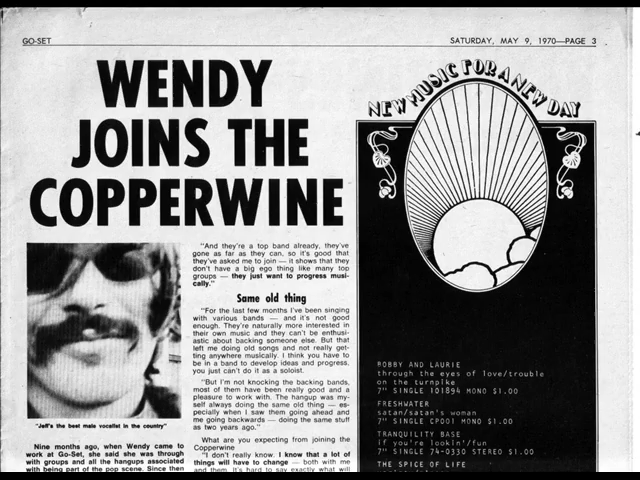 GO-SET
SATURDAY, MAY 9, 1970—PAGE 3
WENDY
JOINS THE
COPPERWINE
"Jeff's the best male vocalist in the country"
Nine months ago, when Wendy came to
work at Go-Set, she said she was through
with groups and all the hangups associated
with being part of the pop scene. Since then
"And they're a top band already, they've
gone as far as they can, so it's good that
they've asked me to join — it shows that they
don't have a big ego thing like many top
groups — they just want to progress musi-
cally."
Same old thing
"For the last few months I've been singing
with various bands — and it's not good
enough. They're naturally more interested in
their own music and they can't be enthusi-
astic about backing someone else. But that
left me doing old songs and not really get-
ting anywhere musically. I think you have to
be in a band to develop ideas and progress,
you just can't do it as a soloist.
"But I'm not knocking the backing bands,
most of them have been really good and a
pleasure to work with. The hangup was my-
self always doing the same old thing — es-
pecially when I saw them going ahead and
me going backwards — doing the same stuff
as two years ago."
What are you expecting from joining the
Copperwine
"I don't really know. I know that a lot of
things will have to change — both with me
and them. It's hard to say exactly what will
NEW MUSIC FOR A NEW DAY
BOBBY AND LAURIE
through the eyes of love/trouble
on the turnpike
7" SINGLE 101894 MONO $1.00
FRESHWATER
satan/satan's woman
7" SINGLE CP001 MONO $1.00
TRANQUILITY BASE
if you're lookin'/fun
7" SINGLE 74-0330 STEREO $1.00
THE SPICE OF LIFE